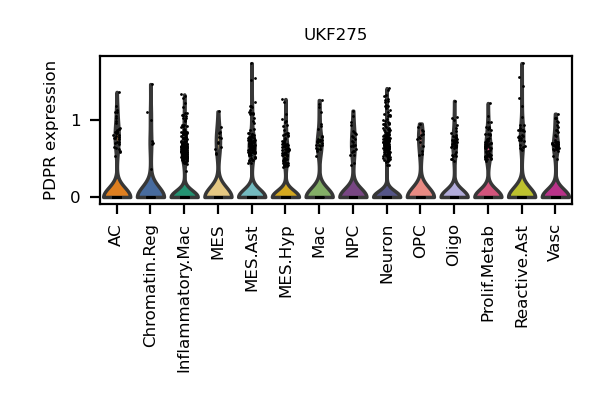 UKF275
PDPR expression
1
0
AC
Chromatin.Reg
Inflammatory.Mac
MES
MES.Ast
MES.Hyp
Mac
NPC
Neuron
OPC
Oligo
Prolif.Metab
Reactive.Ast
Vasc